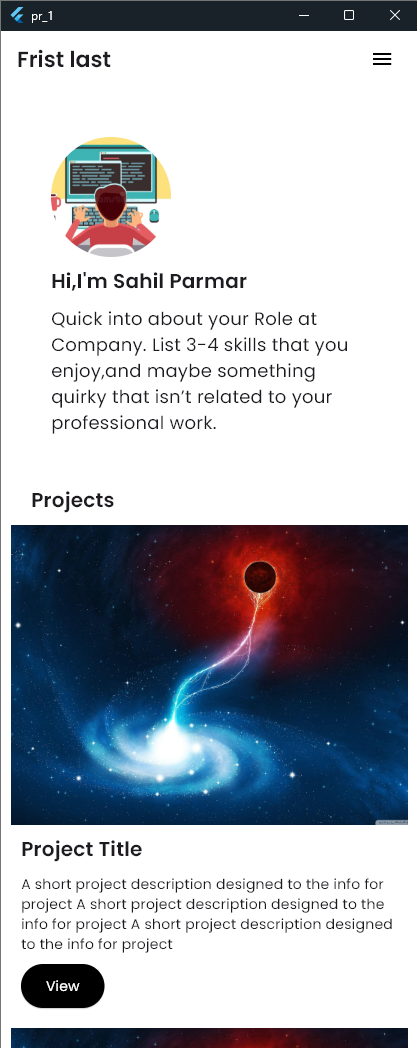 pr_1
Frist last
Hi,I'm Sahil Parmar
Quick into about your Role at
Company. List 3-4 skills that you
enjoy,and maybe something
quirky that isn’t related to your
professional work.
Projects
Project Title
A short project description designed to the info for
project A short project description designed to the
info for project A short project description designed
to the info for project
View